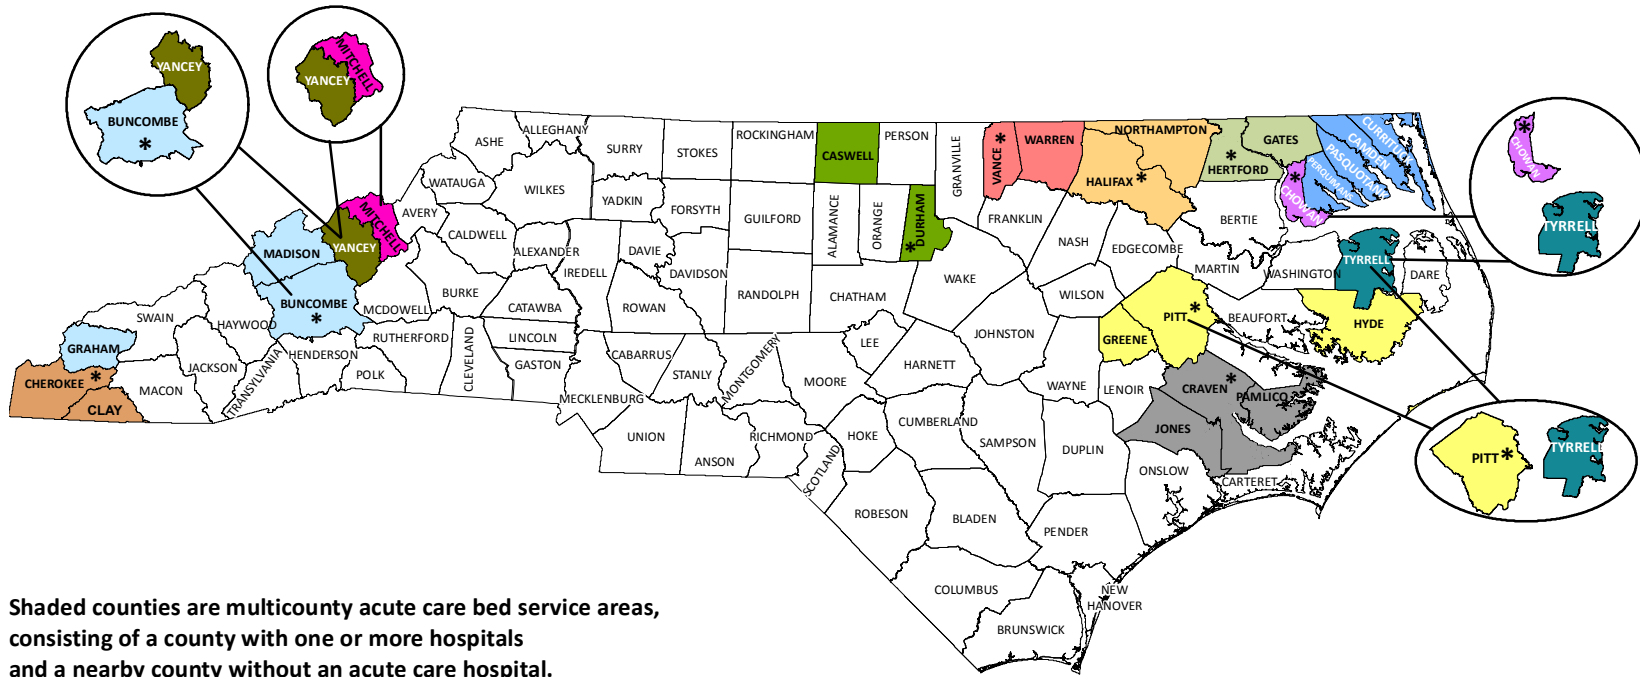 YANCEY
BUNCOMBE
*
MITCHELL
YANCEY
ASHE
ALLEGHANY
SURRY
STOKES
ROCKINGHAM
CASWELL
PERSON
GRANVILLE
VANCE *
WARREN
NORTHAMPTON
HALIFAX *
*
HERTFORD
GATES
CURRITUCK
CAMDEN
PASQUOTANK
PERQUIMANS
*
CHOWAN
*
CHOWAN
TYRRELL
WATAUGA
WILKES
YADKIN
FORSYTH
GUILFORD
ALAMANCE
ORANGE
DURHAM
*
FRANKLIN
NASH
EDGECOMBE
BERTIE
MARTIN
WASHINGTON
TYRRELL
DARE
MITCHELL
AVERY
YANCEY
MADISON
CALDWELL
ALEXANDER
IREDELL
DAVIE
DAVIDSON
RANDOLPH
CHATHAM
WAKE
WILSON
PITT *
BEAUFORT
HYDE
GREENE
BUNCOMBE
*
MCDOWELL
BURKE
CATAWBA
ROWAN
SWAIN
HAYWOOD
GRAHAM
CHEROKEE *
CLAY
MACON
JACKSON
TRANSYLVANIA
HENDERSON
POLK
RUTHERFORD
CLEVELAND
LINCOLN
GASTON
MECKLENBURG
CABARRUS
STANLY
MONTGOMERY
MOORE
LEE
HARNETT
JOHNSTON
WAYNE
LENOIR
CRAVEN *
PAMLICO
JONES
UNION
ANSON
RICHMOND
SCOTLAND
HOKE
CUMBERLAND
SAMPSON
DUPLIN
ONSLOW
CARTERET
PITT *
TYRRELL
ROBESON
BLADEN
PENDER
COLUMBUS
NEW
HANOVER
BRUNSWICK
Shaded counties are multicounty acute care bed service areas,
consisting of a county with one or more hospitals
and a nearby county without an acute care hospital.